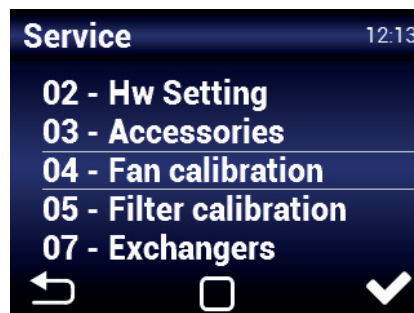 Service 12:13
02 - Hw Setting
03 - Accessories
04 - Fan calibration
05 - Filter calibration
07 - Exchangers